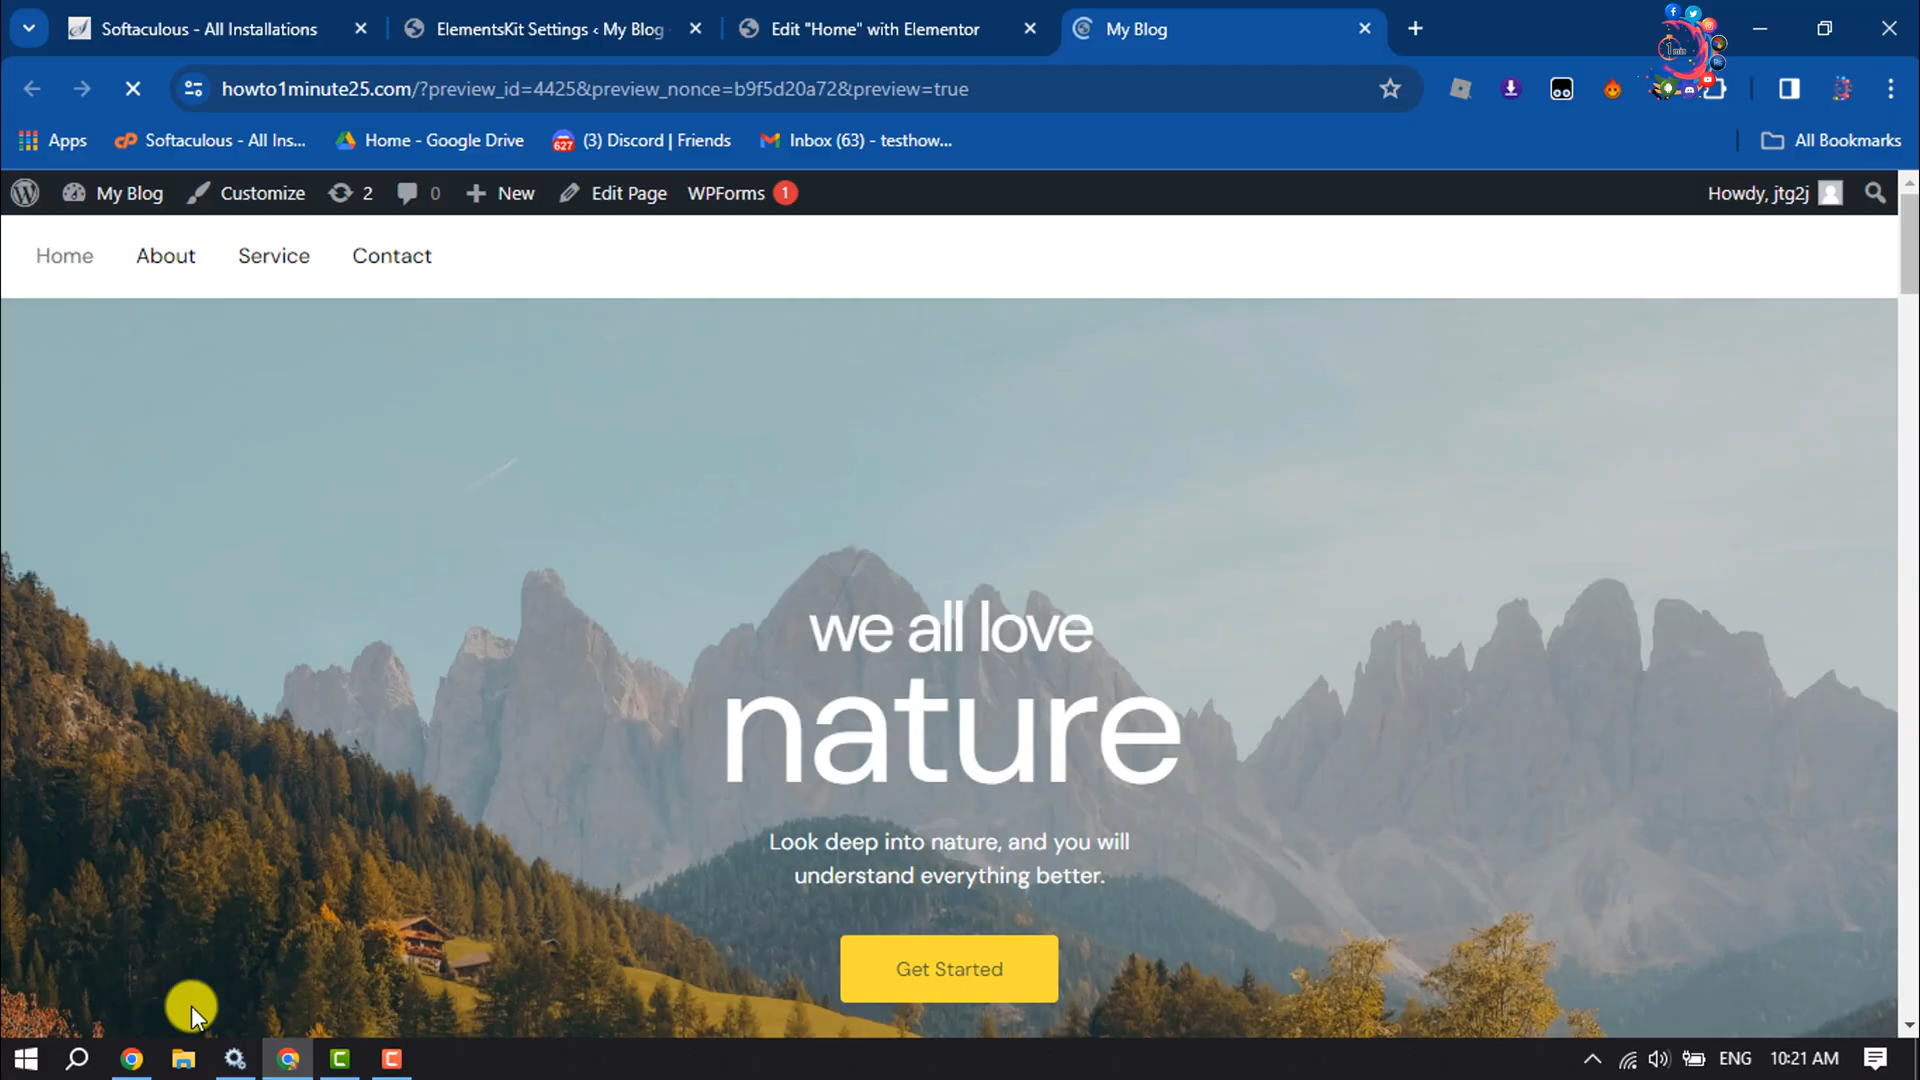 Softaculous - All Installations
ElementsKit Settings ‹ My Blog
Edit "Home" with Elementor
My Blog
howto1minute25.com/?preview_id=4425&preview_nonce=b9f5d20a72&preview=true
Apps
Softaculous - All Ins...
Home - Google Drive
627
(3) Discord | Friends
Inbox (63) - testhow...
All Bookmarks
My Blog
Customize
2
0
New
Edit Page
WPForms 1
Howdy, jtg2j
Home
About
Service
Contact
we all love
nature
Look deep into nature, and you will
understand everything better.
Get Started
ENG
10:21 AM